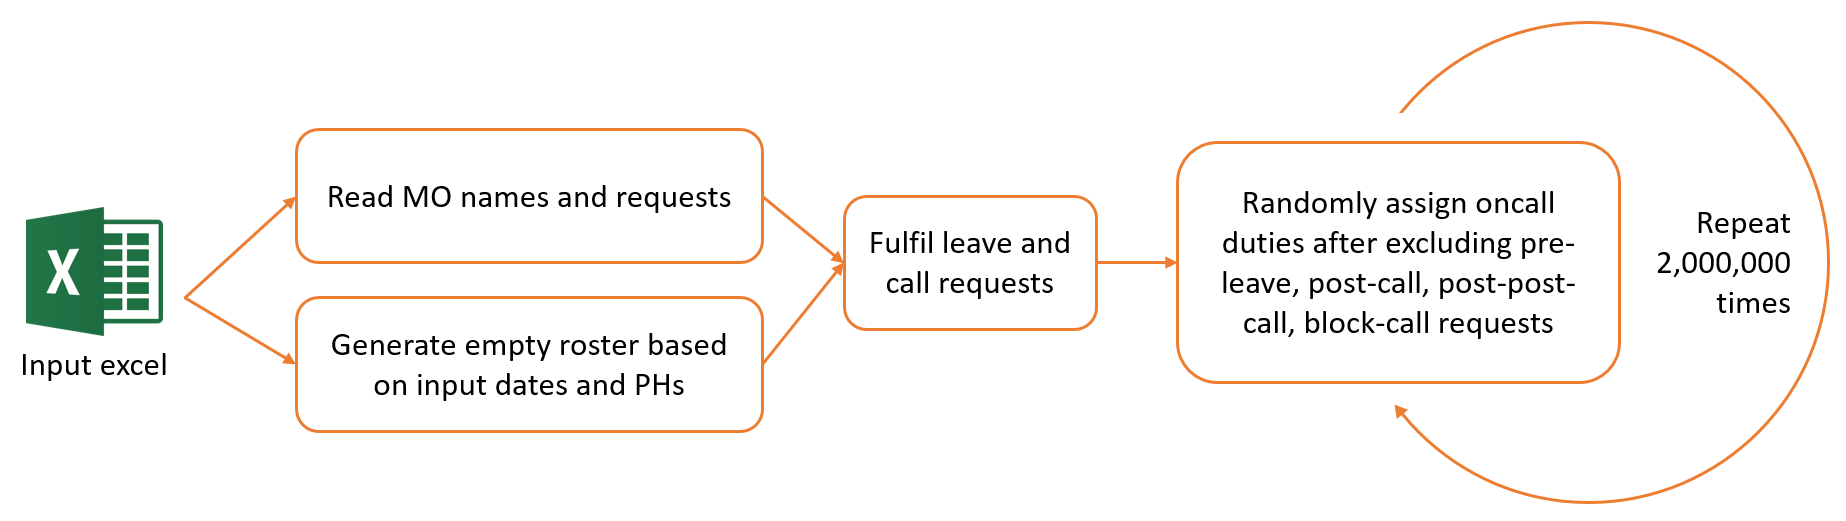 X
Input excel
Read MO names and requests
Generate empty roster based
on input dates and PHs
Fulfil leave and
call requests
Randomly assign oncall
duties after excluding pre-
leave, post-call, post-post-
call, block-call requests
Repeat
2,000,000
times